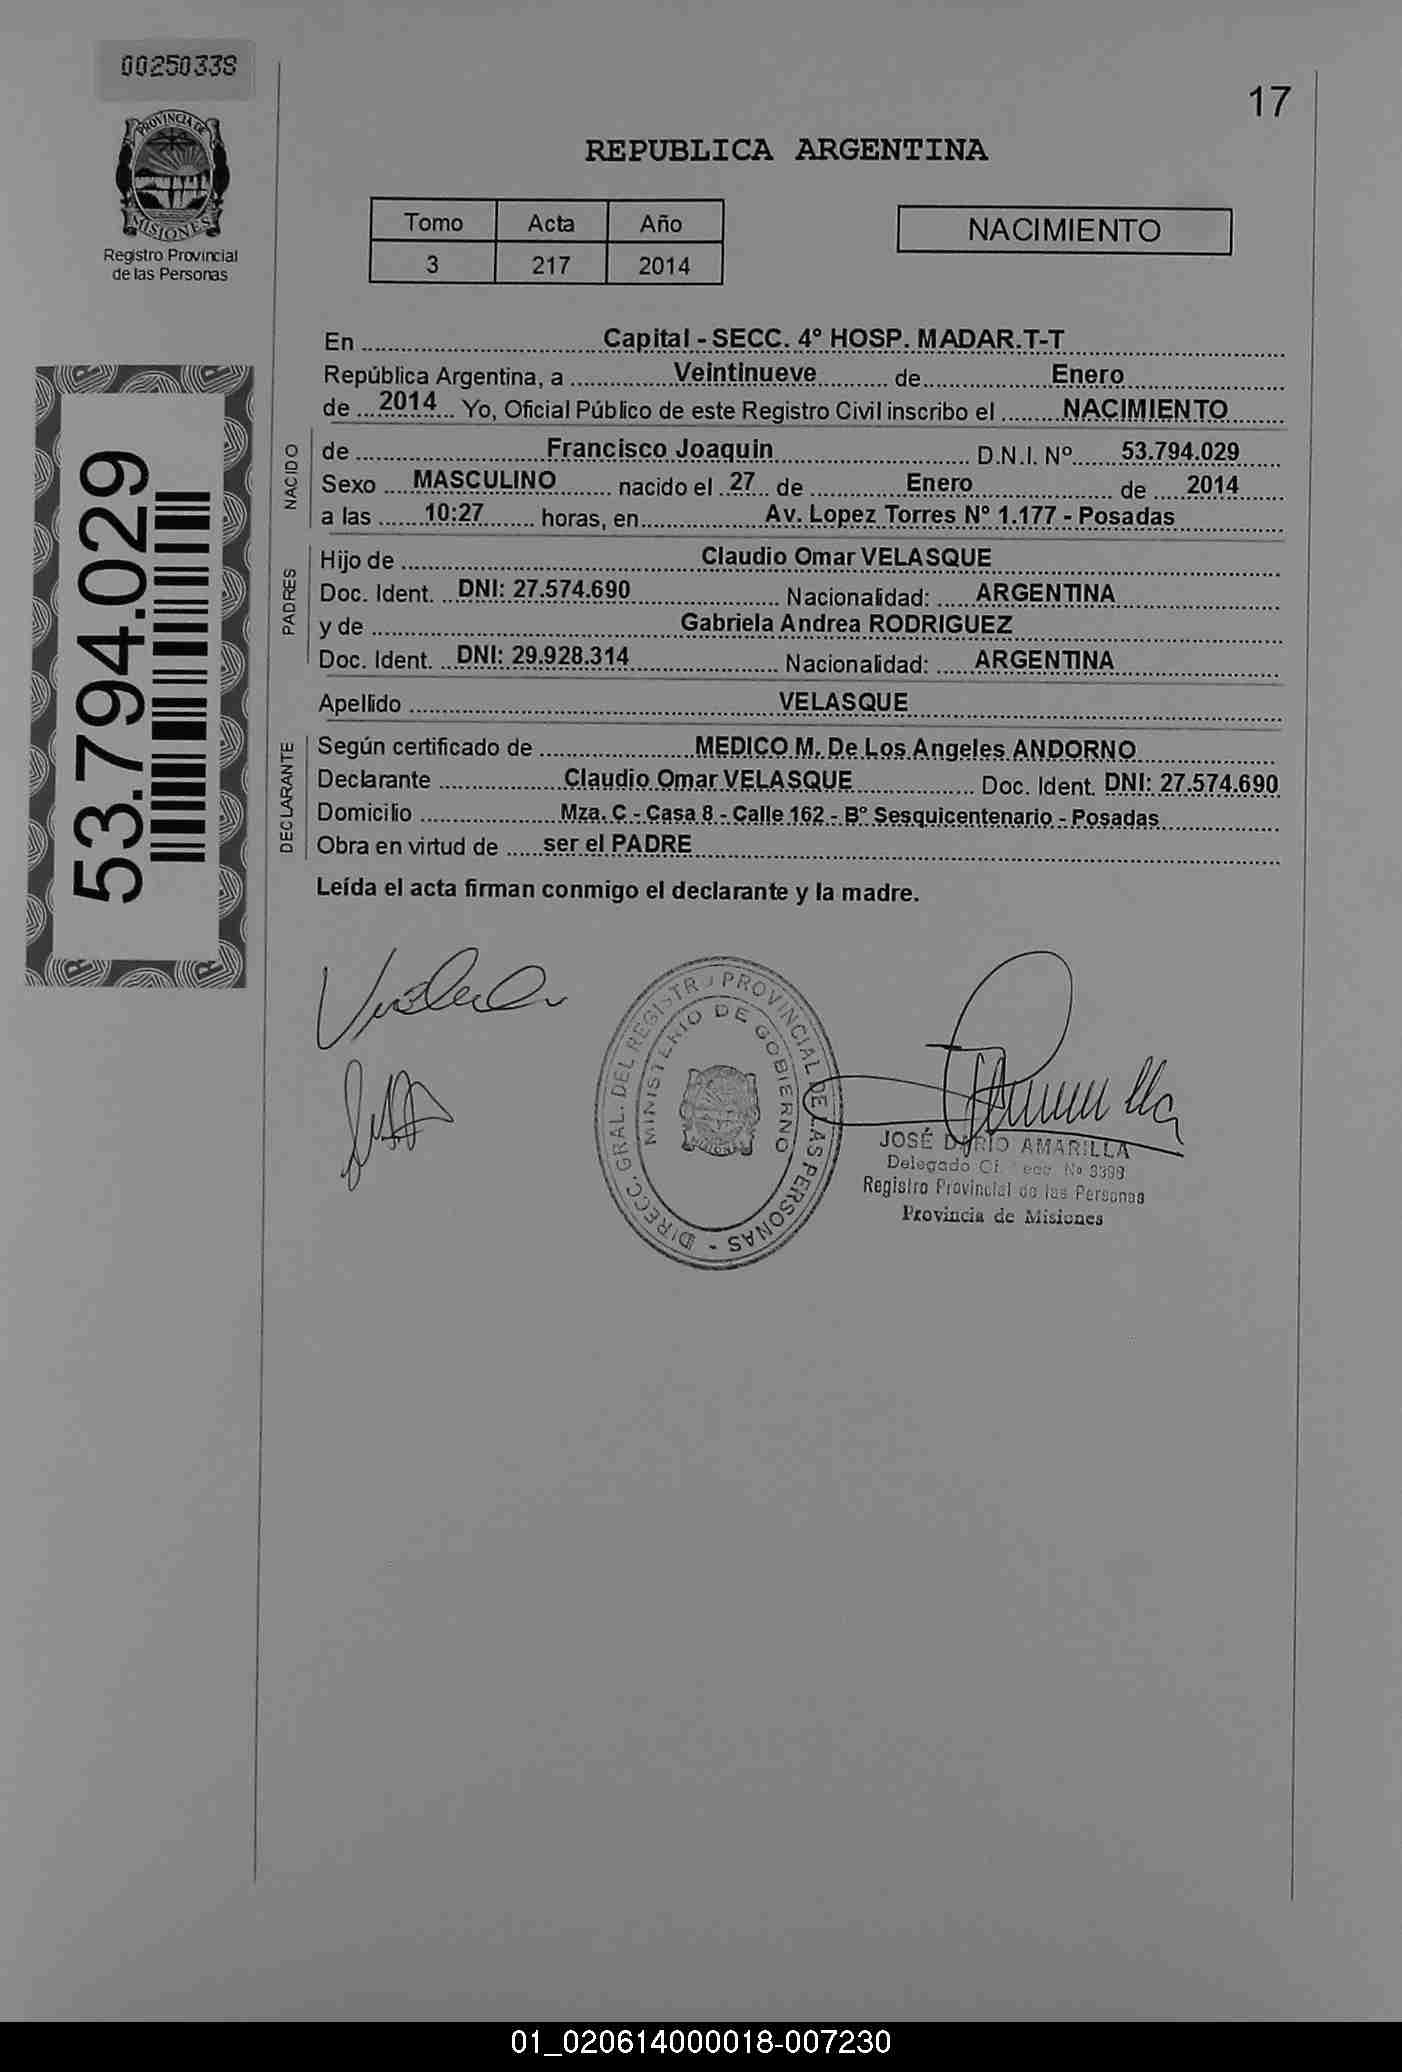 00250338
17
PROVINCIA DE
MISIONES
Registro Provincial
de las Personas
REPUBLICA ARGENTINA
Tomo Acta Año
3 217 2014
NACIMIENTO
En Capital - SECC. 4º HOSP. MADAR.T-T
República Argentina, a Veintinueve de Enero
de 2014 Yo, Oficial Público de este Registro Civil inscribo el NACIMIENTO
NACIDO
de Francisco Joaquin D.N.I. Nº 53.794.029
Sexo MASCULINO nacido el 27 de Enero de 2014
a las 10:27 horas, en Av. Lopez Torres Nº 1.177 - Posadas
PADRES
Hijo de Claudio Omar VELASQUE
Doc. Ident. DNI: 27.574.690 Nacionalidad: ARGENTINA
y de Gabriela Andrea RODRIGUEZ
Doc. Ident. DNI: 29.928.314 Nacionalidad: ARGENTINA
Apellido VELASQUE
DECLARANTE
Según certificado de MEDICO M. De Los Angeles ANDORNO
Declarante Claudio Omar VELASQUE Doc. Ident. DNI: 27.574.690
Domicilio Mza. C - Casa 8 - Calle 162 - Bº Sesquicentenario - Posadas
Obra en virtud de ser el PADRE
Leída el acta firman conmigo el declarante y la madre.
53.794.029
DIRECC. GRAL. DEL REGISTRO PROVINCIAL DE LAS PERSONAS -
MINISTERIO DE GOBIERNO
JOSÉ DARIO AMARILLA
Delegado
Registro Provincial de las Personas
Provincia de Misiones
01_020614000018-007230